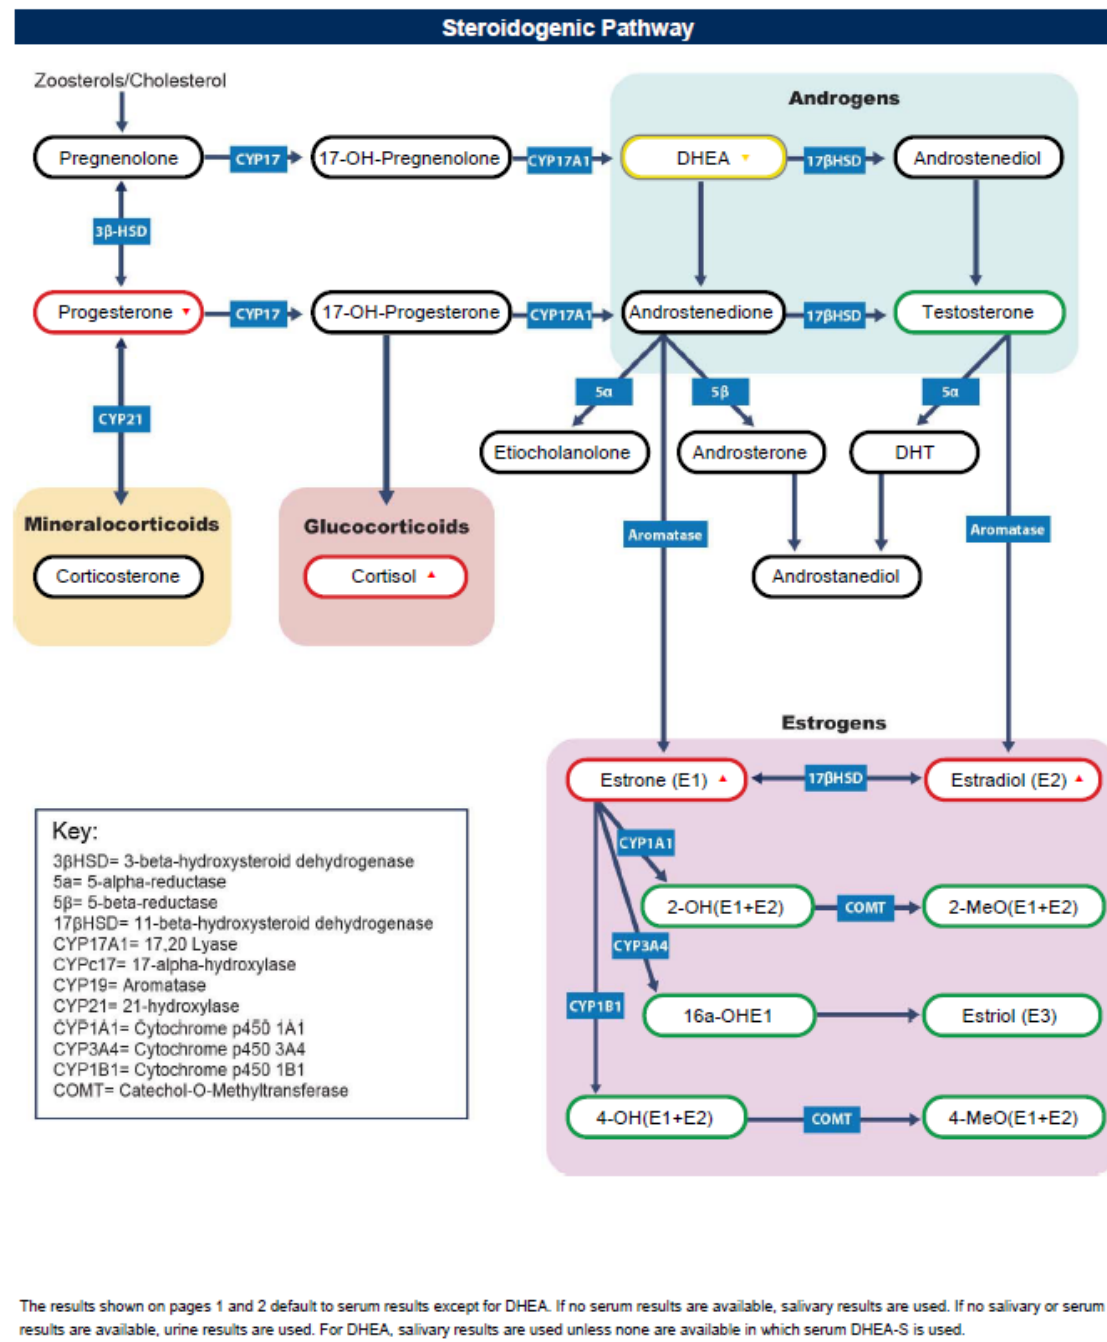 Steroidogenic Pathway
Zoosterols/Cholesterol
Androgens
Pregnenolone
CYP17
17-OH-Pregnenolone
CYP17A1
DHEA
17βHSD
Androstenediol
3β-HSD
Progesterone
CYP17
17-OH-Progesterone
CYP17A1
Androstenedione
17βHSD
Testosterone
5α
5β
5α
CYP21
Etiocholanolone
Androsterone
DHT
Mineralocorticoids
Glucocorticoids
Aromatase
Aromatase
Corticosterone
Cortisol
Androstanediol
Estrogens
Estrone (E1)
17βHSD
Estradiol (E2)
CYP1A1
2-OH(E1+E2)
COMT
2-MeO(E1+E2)
CYP3A4
CYP1B1
16a-OHE1
Estriol (E3)
4-OH(E1+E2)
COMT
4-MeO(E1+E2)
Key:
3βHSD= 3-beta-hydroxysteroid dehydrogenase
5a= 5-alpha-reductase
5β= 5-beta-reductase
17βHSD= 11-beta-hydroxysteroid dehydrogenase
CYP17A1= 17,20 Lyase
CYPc17= 17-alpha-hydroxylase
CYP19= Aromatase
CYP21= 21-hydroxylase
CYP1A1= Cytochrome p450 1A1
CYP3A4= Cytochrome p450 3A4
CYP1B1= Cytochrome p450 1B1
COMT= Catechol-O-Methyltransferase
The results shown on pages 1 and 2 default to serum results except for DHEA. If no serum results are available, salivary results are used. If no salivary or serum
results are available, urine results are used. For DHEA, salivary results are used unless none are available in which serum DHEA-S is used.